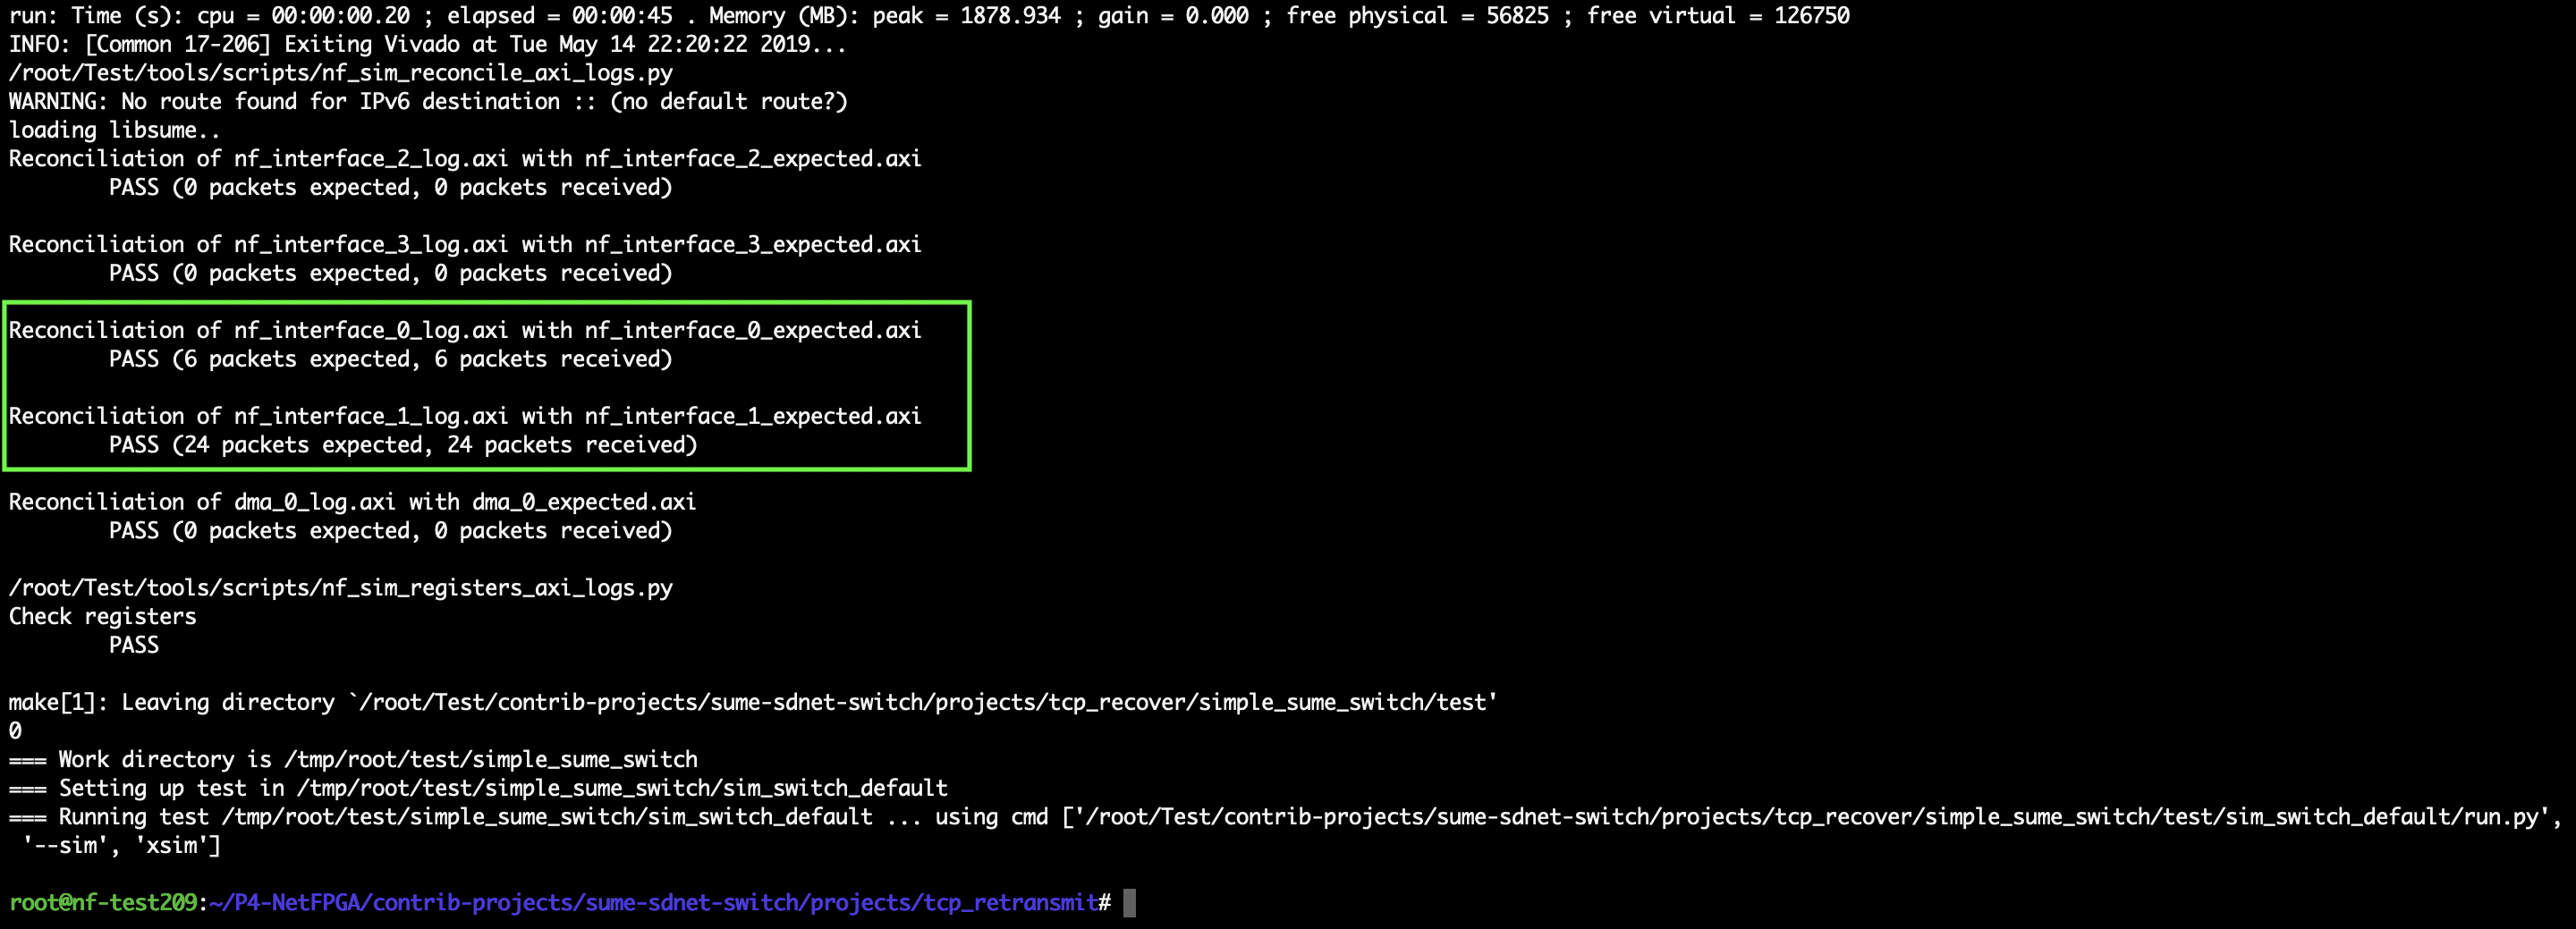 run: Time (s): cpu = 00:00:00.20 ; elapsed = 00:00:45 . Memory (MB): peak = 1878.934 ; gain = 0.000 ; free physical = 56825 ; free virtual = 126750
INFO: [Common 17-206] Exiting Vivado at Tue May 14 22:20:22 2019...
/root/Test/tools/scripts/nf_sim_reconcile_axi_logs.py
WARNING: No route found for IPv6 destination :: (no default route?)
loading libsume..
Reconciliation of nf_interface_2_log.axi with nf_interface_2_expected.axi
        PASS (0 packets expected, 0 packets received)
Reconciliation of nf_interface_3_log.axi with nf_interface_3_expected.axi
        PASS (0 packets expected, 0 packets received)
Reconciliation of nf_interface_0_log.axi with nf_interface_0_expected.axi
        PASS (6 packets expected, 6 packets received)
Reconciliation of nf_interface_1_log.axi with nf_interface_1_expected.axi
        PASS (24 packets expected, 24 packets received)
Reconciliation of dma_0_log.axi with dma_0_expected.axi
        PASS (0 packets expected, 0 packets received)
/root/Test/tools/scripts/nf_sim_registers_axi_logs.py
Check registers
        PASS
make[1]: Leaving directory `/root/Test/contrib-projects/sume-sdnet-switch/projects/tcp_recover/simple_sume_switch/test'
0
=== Work directory is /tmp/root/test/simple_sume_switch
=== Setting up test in /tmp/root/test/simple_sume_switch/sim_switch_default
=== Running test /tmp/root/test/simple_sume_switch/sim_switch_default ... using cmd ['/root/Test/contrib-projects/sume-sdnet-switch/projects/tcp_recover/simple_sume_switch/test/sim_switch_default/run.py',
 '--sim', 'xsim']
root@nf-test209:~/P4-NetFPGA/contrib-projects/sume-sdnet-switch/projects/tcp_retransmit#